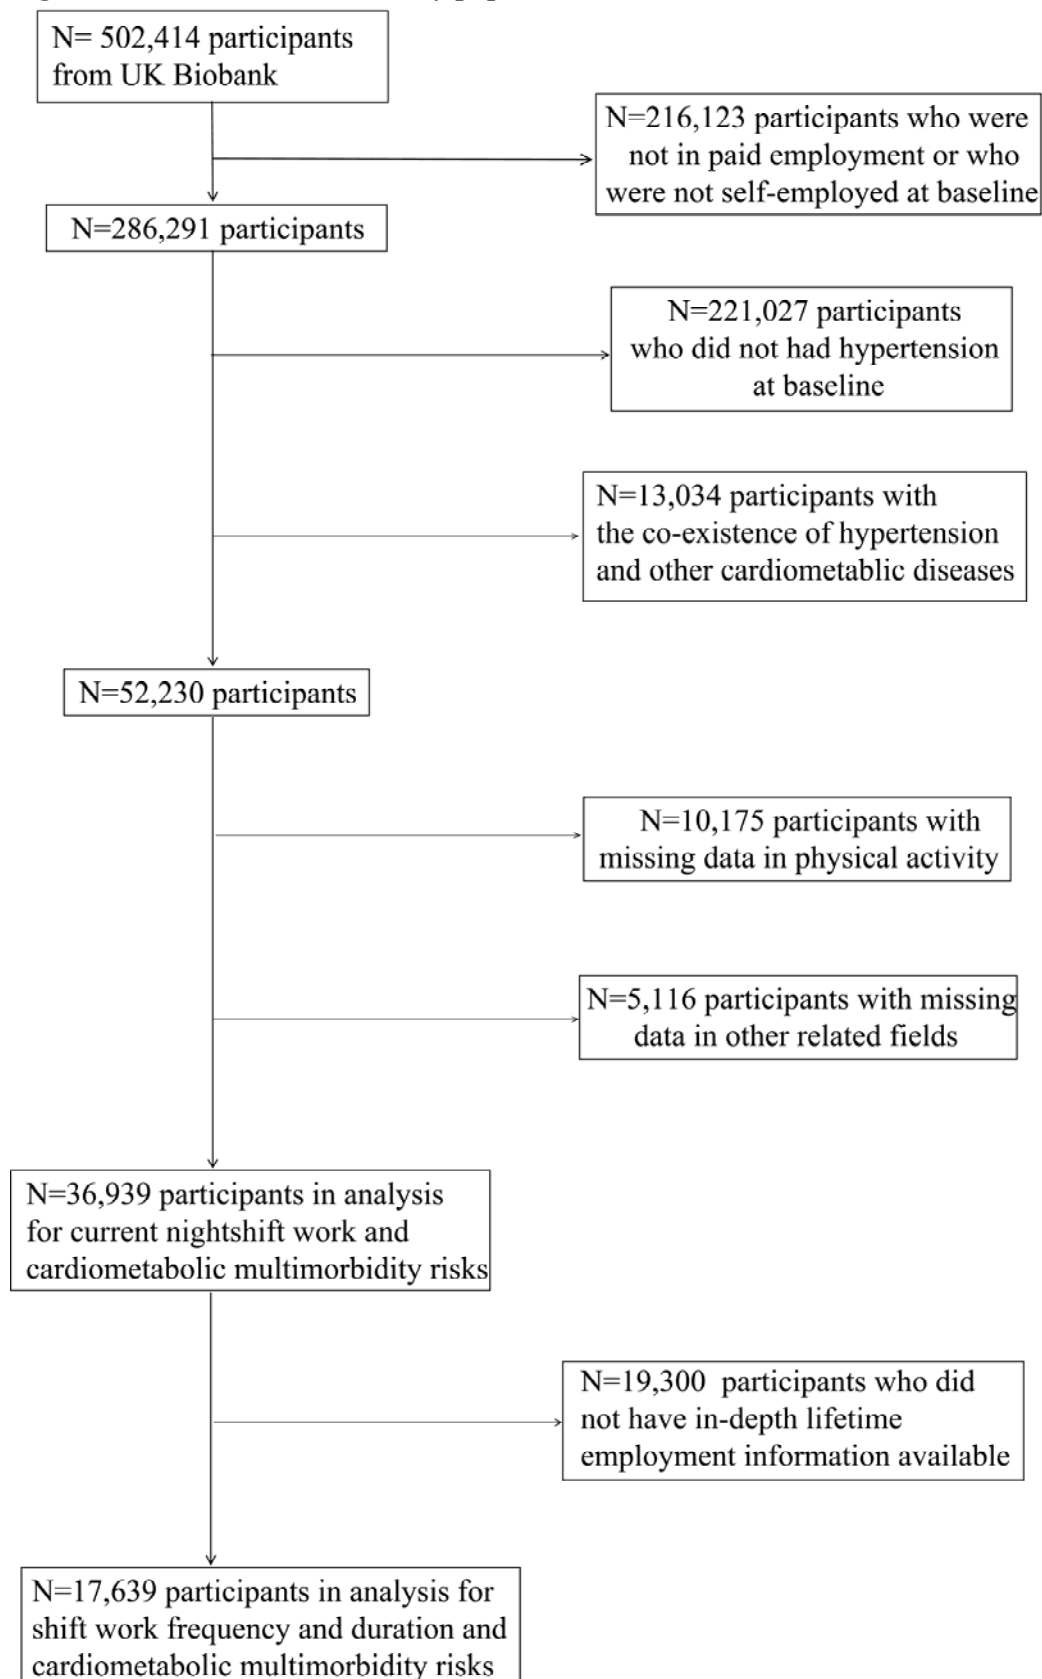 N= 502,414 participants
from UK Biobank
N=216,123 participants who were
not in paid employment or who
were not self-employed at baseline
N=286,291 participants
N=221,027 participants
who did not had hypertension
at baseline
N=13,034 participants with
the co-existence of hypertension
and other cardiometablic diseases
N=52,230 participants
N=10,175 participants with
missing data in physical activity
N=5,116 participants with missing
data in other related fields
N=36,939 participants in analysis
for current nightshift work and
cardiometabolic multimorbidity risks
N=19,300 participants who did
not have in-depth lifetime
employment information available
N=17,639 participants in analysis for
shift work frequency and duration and
cardiometabolic multimorbidity risks